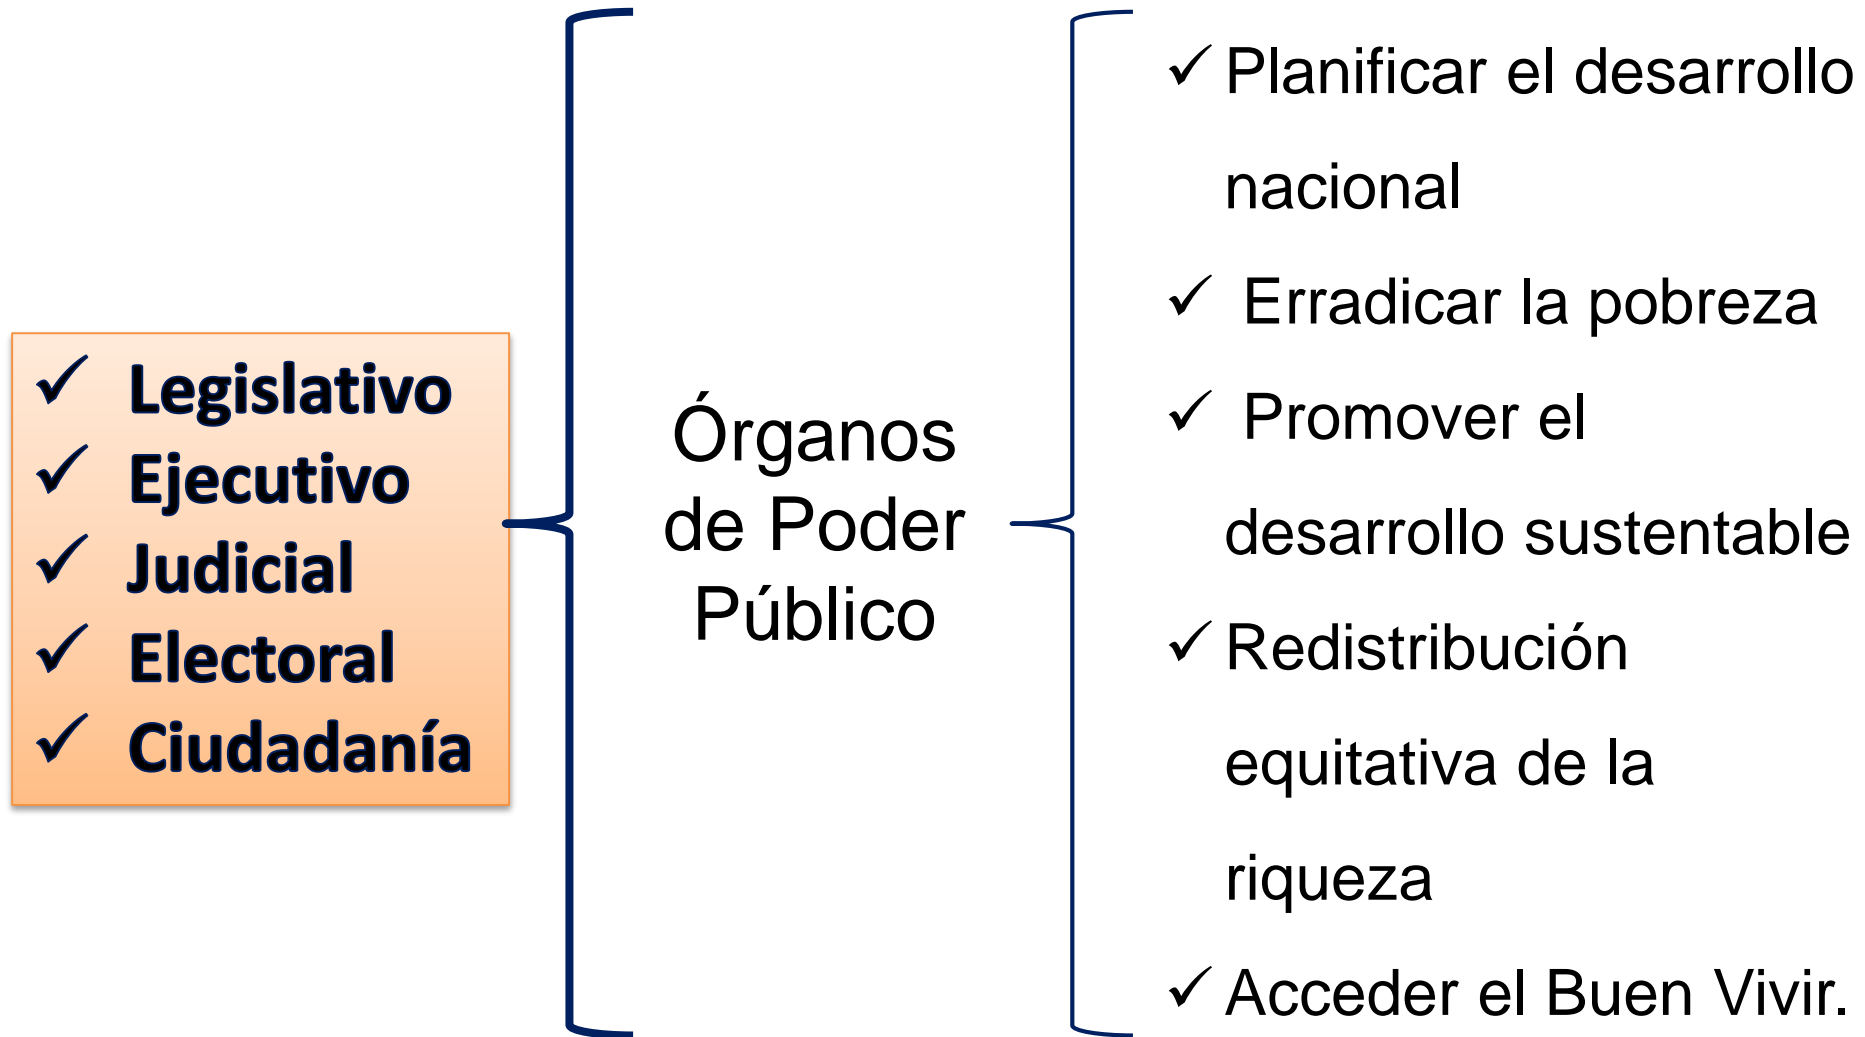 ✓ Legislativo
✓ Ejecutivo
✓ Judicial
✓ Electoral
✓ Ciudadanía
Órganos
de Poder
Público
✓ Planificar el desarrollo
nacional
✓ Erradicar la pobreza
✓ Promover el
desarrollo sustentable
✓ Redistribución
equitativa de la
riqueza
✓ Acceder el Buen Vivir.